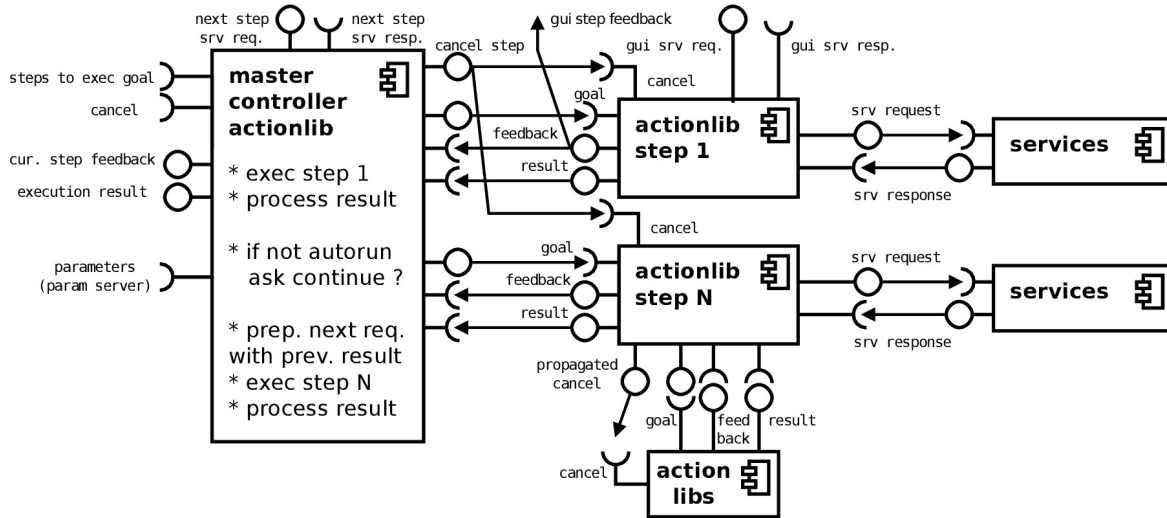 next step
srv req.
next step
srv resp.
gui step feedback
steps to exec goal
cancel
cur. step feedback
execution result
parameters
(param server)
master
controller
actionlib
* exec step 1
* process result
* if not autorun
ask continue ?
* prep. next req.
with prev. result
* exec step N
* process result
cancel step
gui srv req.
gui srv resp.
cancel
goal
feedback
result
actionlib
step 1
srv request
srv response
services
cancel
goal
feedback
result
actionlib
step N
srv request
srv response
services
propagated
cancel
goal
feed
back
result
cancel
action
libs